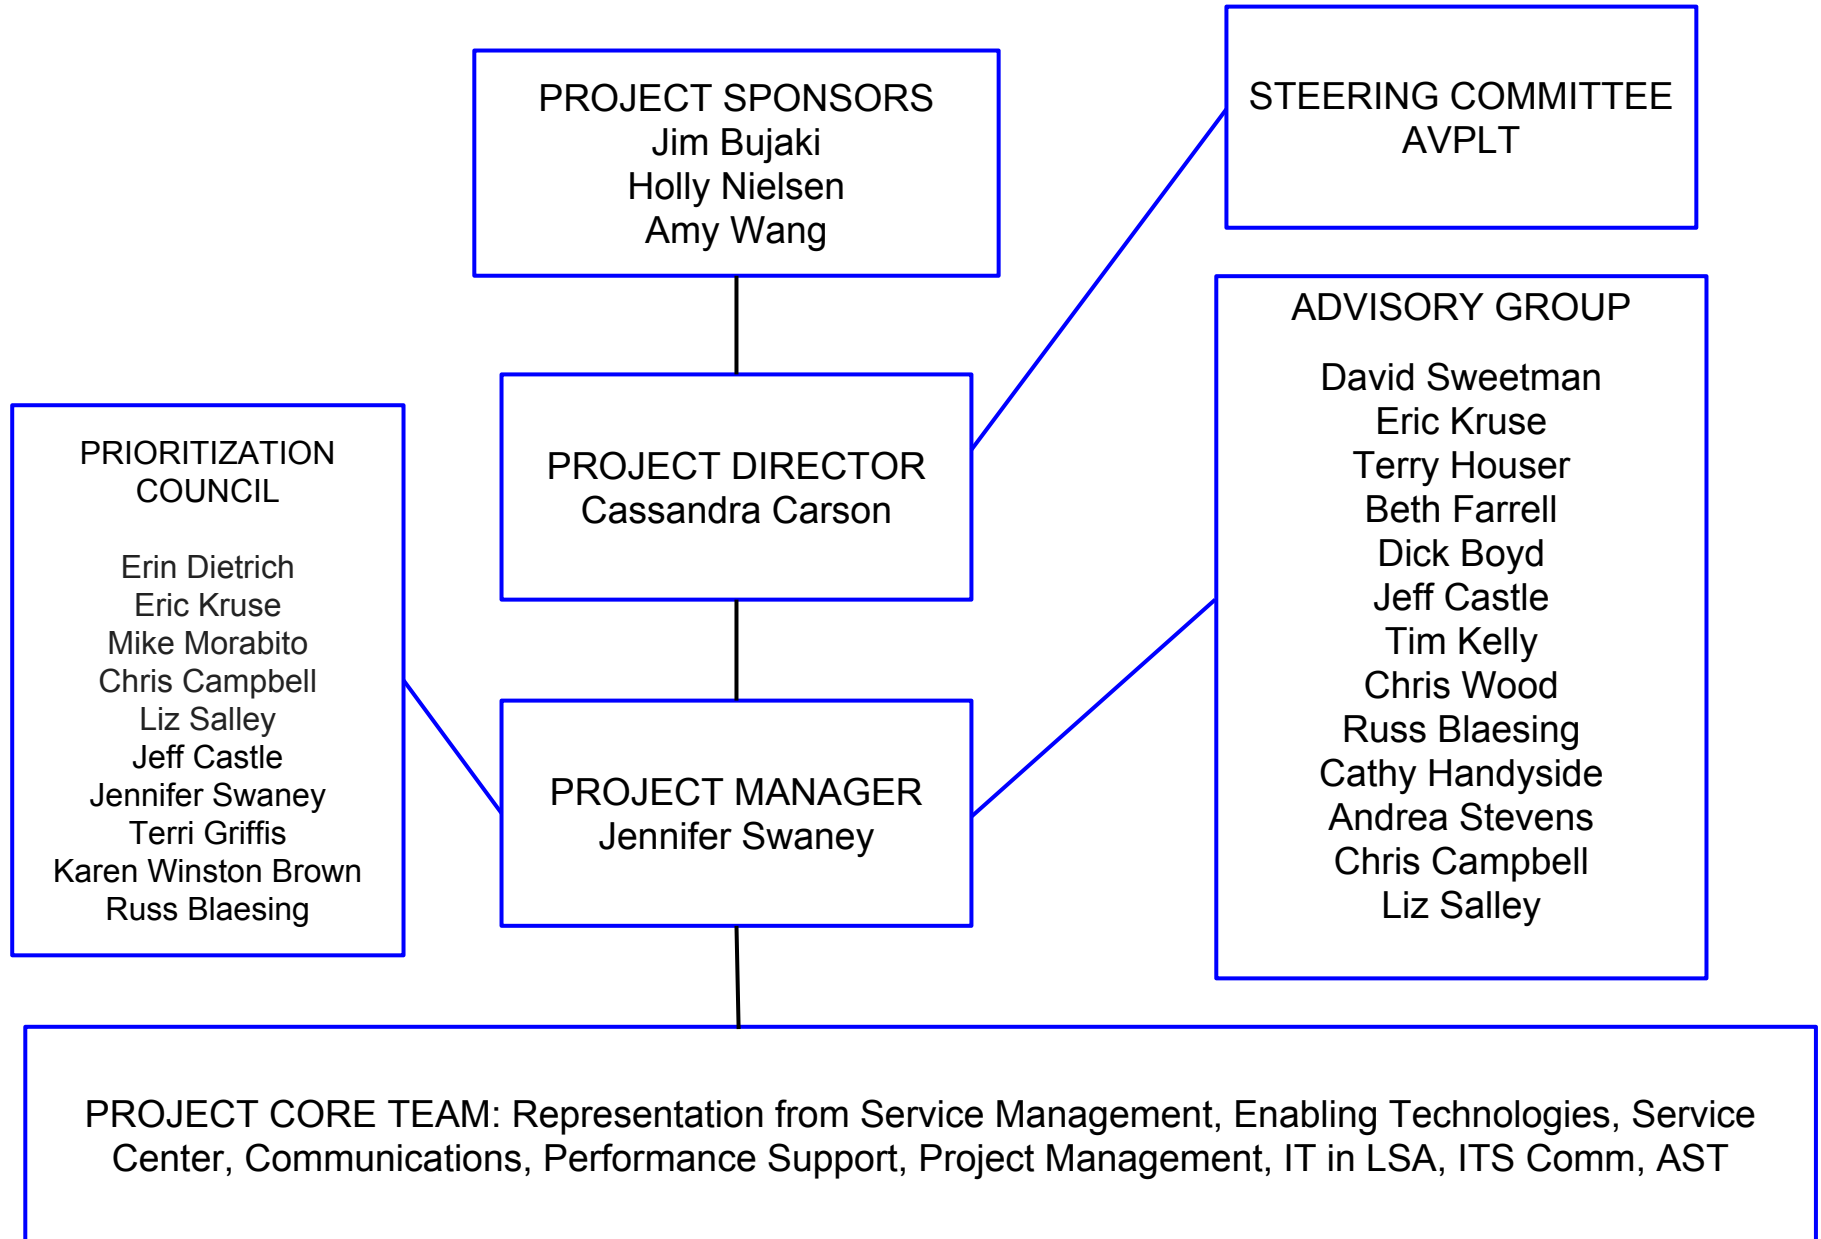 PROJECT SPONSORS
Jim Bujaki
Holly Nielsen
Amy Wang
STEERING COMMITTEE
AVPLT
PROJECT DIRECTOR
Cassandra Carson
ADVISORY GROUP
David Sweetman
Eric Kruse
Terry Houser
Beth Farrell
Dick Boyd
Jeff Castle
Tim Kelly
Chris Wood
Russ Blaesing
Cathy Handyside
Andrea Stevens
Chris Campbell
Liz Salley
PRIORITIZATION
COUNCIL
Erin Dietrich
Eric Kruse
Mike Morabito
Chris Campbell
Liz Salley
Jeff Castle
Jennifer Swaney
Terri Griffis
Karen Winston Brown
Russ Blaesing
PROJECT MANAGER
Jennifer Swaney
PROJECT CORE TEAM: Representation from Service Management, Enabling Technologies, Service
Center, Communications, Performance Support, Project Management, IT in LSA, ITS Comm, AST